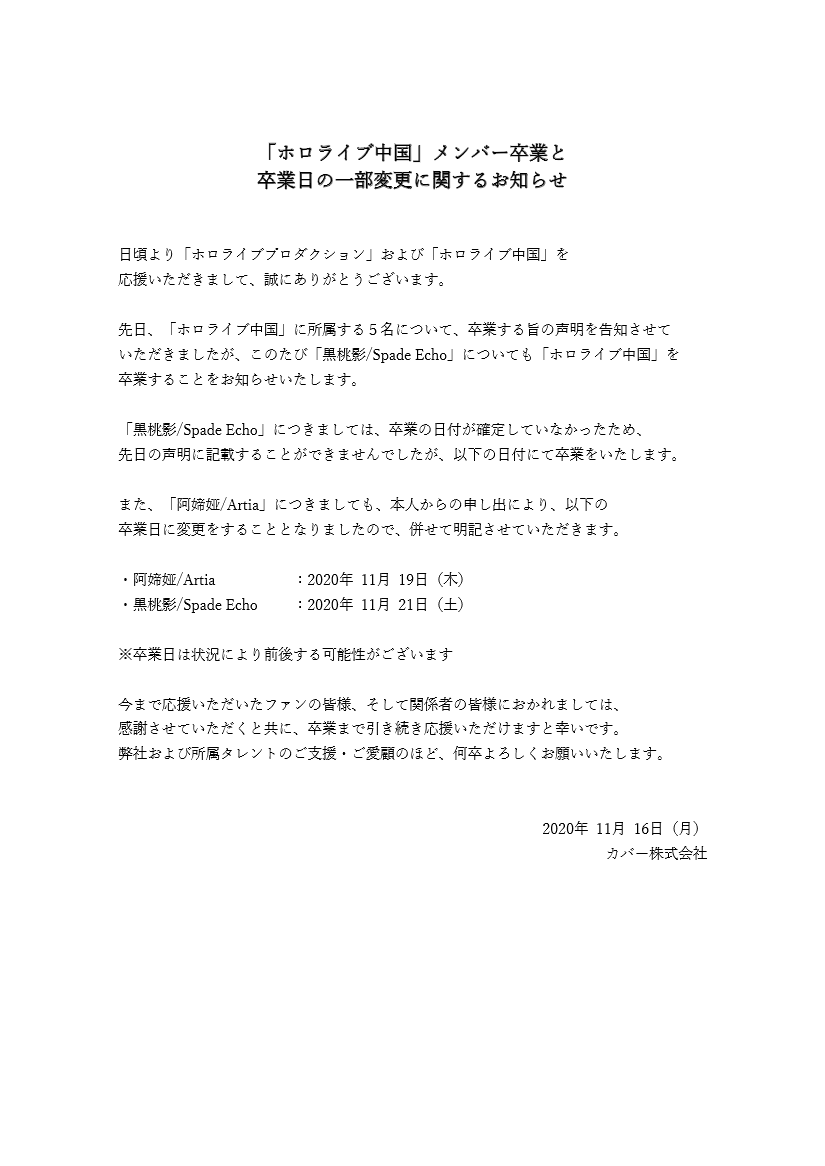 「ホロライブ中国」メンバー卒業と
卒業日の一部変更に関するお知らせ
日頃より「ホロライブプロダクション」および「ホロライブ中国」を
応援いただきまして、誠にありがとうございます。
先日、「ホロライブ中国」に所属する５名について、卒業する旨の声明を告知させて
いただきましたが、このたび「黒桃影/Spade Echo」についても「ホロライブ中国」を
卒業することをお知らせいたします。
「黒桃影/Spade Echo」につきましては、卒業の日付が確定していなかったため、
先日の声明に記載することができませんでしたが、以下の日付にて卒業をいたします。
また、「阿媂娅/Artia」につきましても、本人からの申し出により、以下の
卒業日に変更をすることとなりましたので、併せて明記させていただきます。
・阿媂娅/Artia ：2020年 11月 19日（木）
・黒桃影/Spade Echo ：2020年 11月 21日（土）
※卒業日は状況により前後する可能性がございます
今まで応援いただいたファンの皆様、そして関係者の皆様におかれましては、
感謝させていただくと共に、卒業まで引き続き応援いただけますと幸いです。
弊社および所属タレントのご支援・ご愛顧のほど、何卒よろしくお願いいたします。
2020年 11月 16日（月）
カバー株式会社